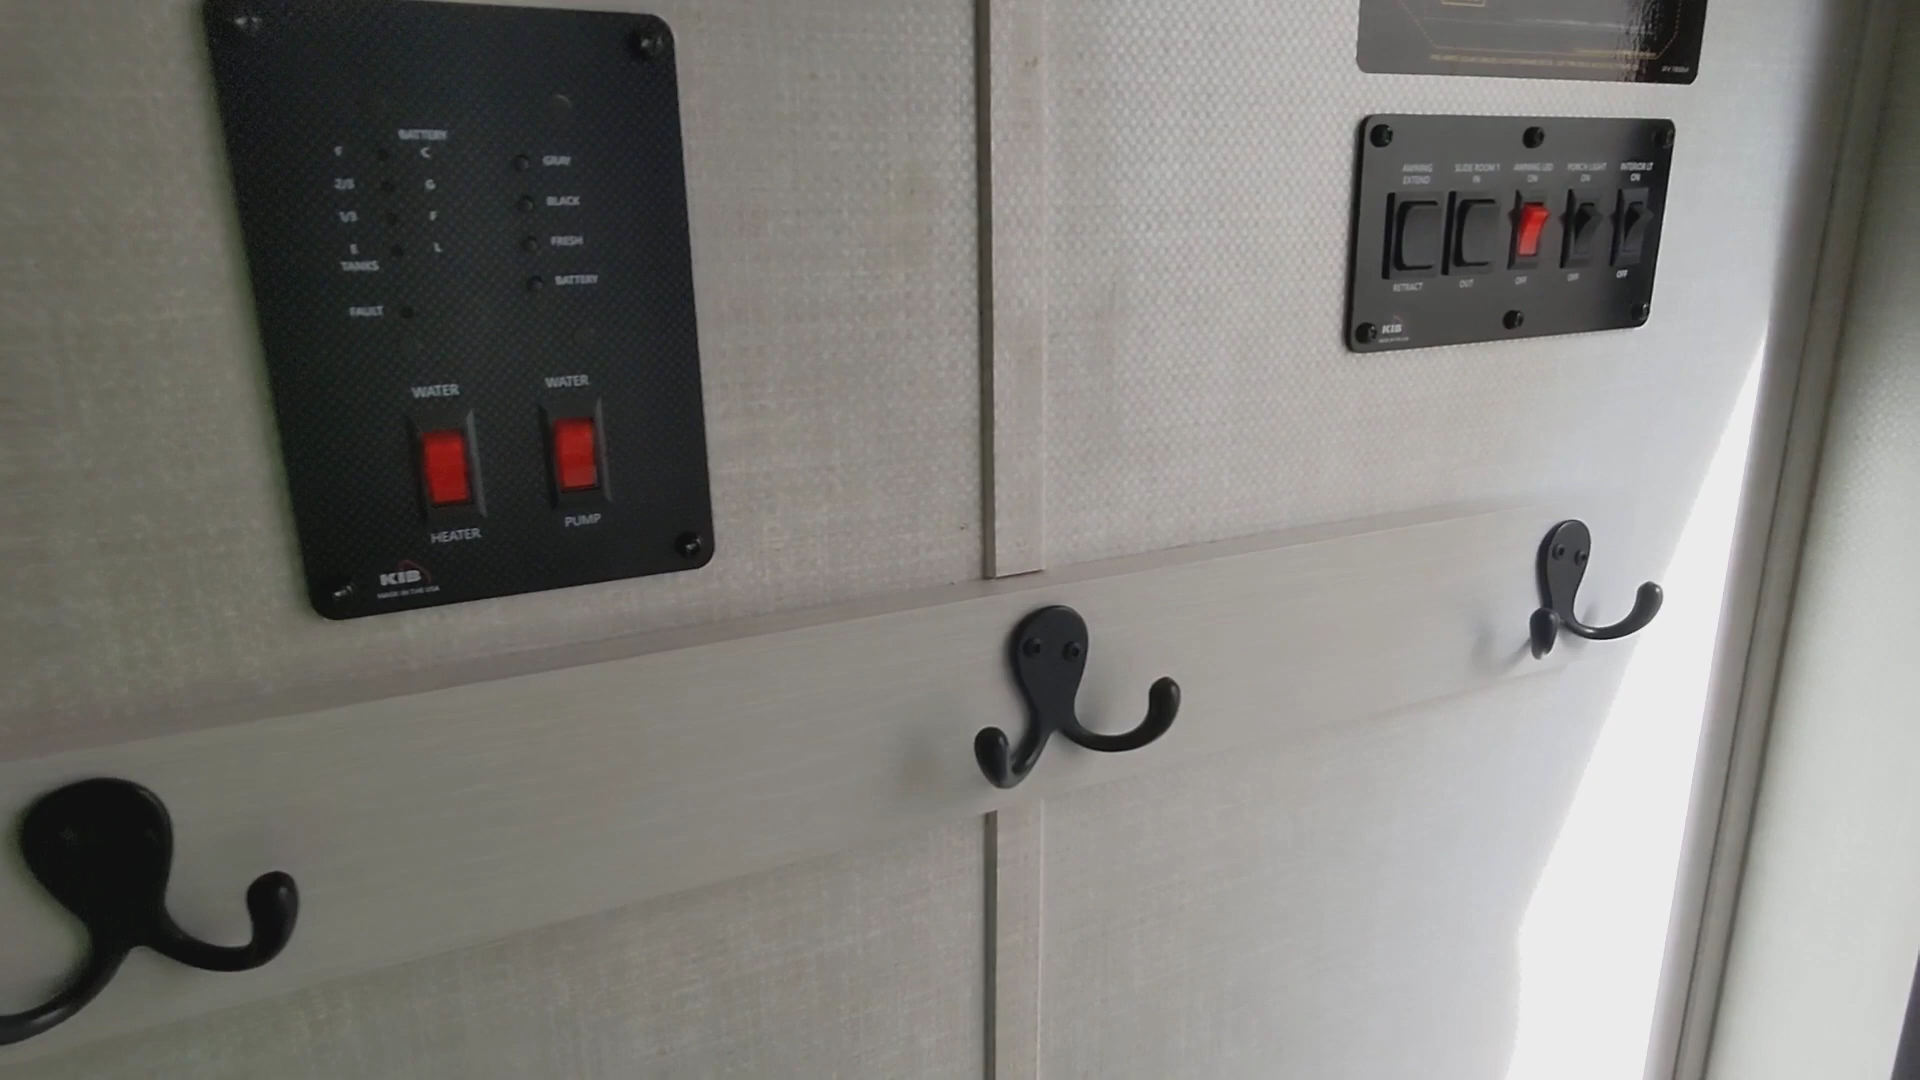 BATTERY
F C
2/3 G
1/3 F
E L
TANKS
FAULT
GRAY
BLACK
FRESH
BATTERY
WATER
HEATER
WATER
PUMP
KIB
MADE IN THE USA
AWNING
EXTEND
RETRACT
SLIDE ROOM 1
IN
OUT
AWNING LED
ON
OFF
PORCH LIGHT
ON
OFF
INTERIOR LT
ON
OFF
KIB